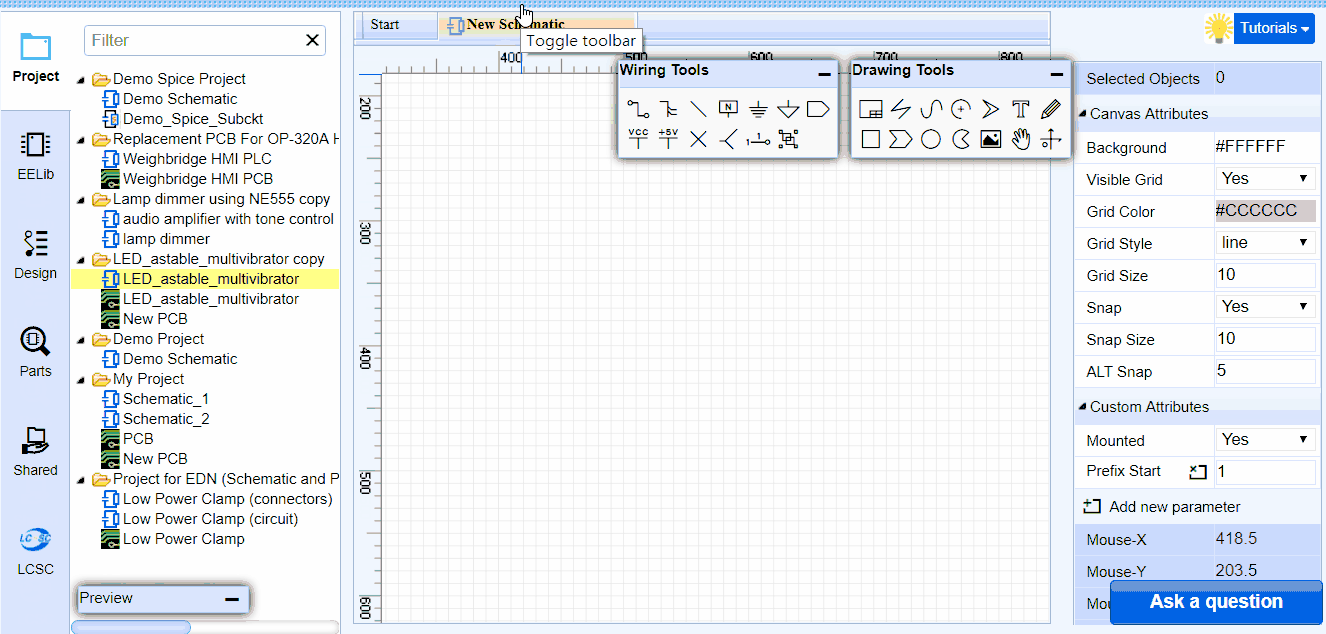 Start
New Schematic
Toggle toolbar
Tutorials
Project
EELib
Design
Parts
Shared
LCSC
LCSC
Filter
Demo Spice Project
Demo Schematic
Demo_Spice_Subckt
Replacement PCB For OP-320A H
Weighbridge HMI PLC
Weighbridge HMI PCB
Lamp dimmer using NE555 copy
audio amplifier with tone control
lamp dimmer
LED_astable_multivibrator copy
LED_astable_multivibrator
LED_astable_multivibrator
New PCB
Demo Project
Demo Schematic
My Project
Schematic_1
Schematic_2
PCB
New PCB
Project for EDN (Schematic and P
Low Power Clamp (connectors)
Low Power Clamp (circuit)
Low Power Clamp
Preview
400 500 600 700 800
200
300
400
500
600
Wiring Tools
N
VCC +5V 1
Drawing Tools
T
Selected Objects 0
Canvas Attributes
Background #FFFFFF
Visible Grid Yes
Grid Color #CCCCCC
Grid Style line
Grid Size 10
Snap Yes
Snap Size 10
ALT Snap 5
Custom Attributes
Mounted Yes
Prefix Start 1
Add new parameter
Mouse-X 418.5
Mouse-Y 203.5
Ask a question